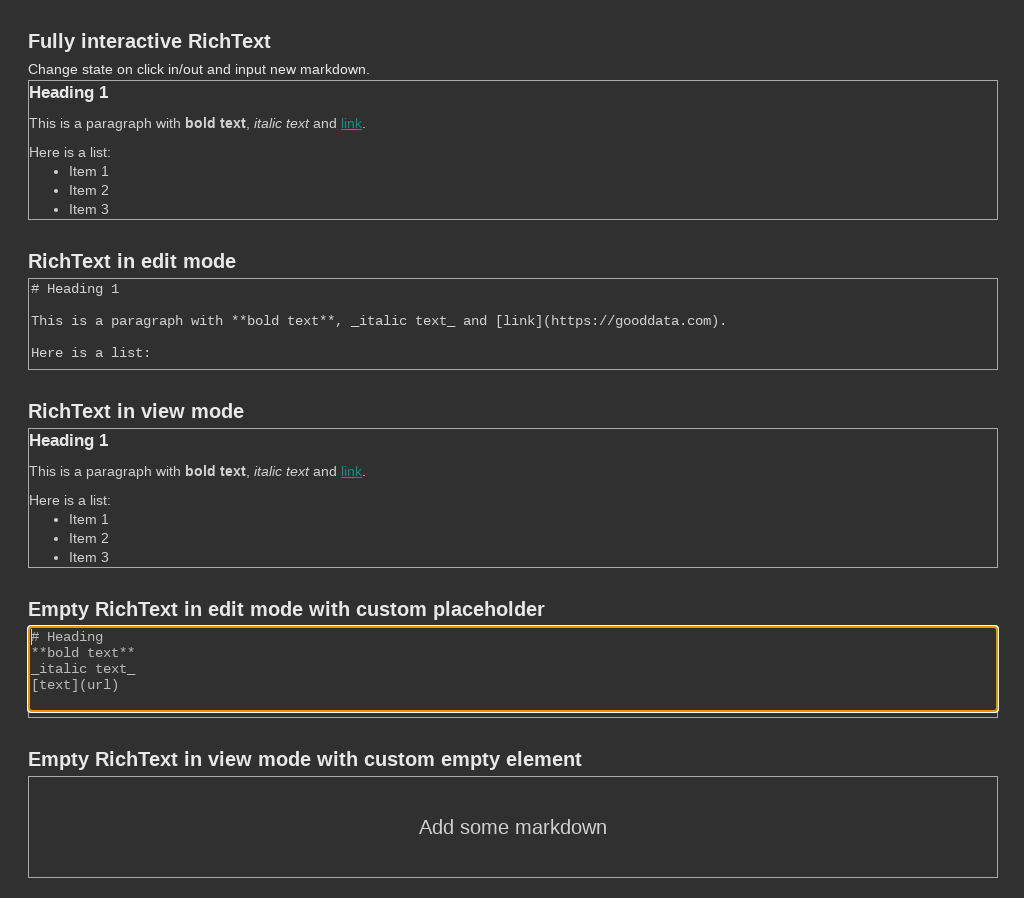 Fully interactive RichText
Change state on click in/out and input new markdown.
Heading 1
This is a paragraph with bold text, italic text and link.
Here is a list:
Item 1
Item 2
Item 3
RichText in edit mode
# Heading 1
This is a paragraph with **bold text**, _italic text_ and [link](https://gooddata.com).
Here is a list:
RichText in view mode
Heading 1
This is a paragraph with bold text, italic text and link.
Here is a list:
Item 1
Item 2
Item 3
Empty RichText in edit mode with custom placeholder
# Heading
**bold text**
_italic text_
[text](url)
Empty RichText in view mode with custom empty element
Add some markdown